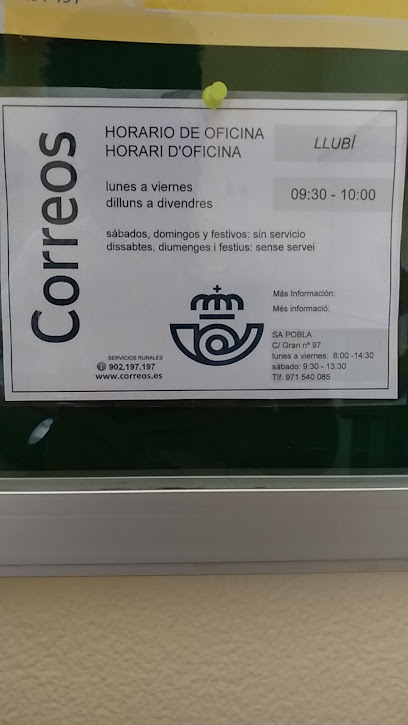 Correos
HORARIO DE OFICINA
HORARI D'OFICINA
LLUBÍ
lunes a viernes
dilluns a divendres
09:30 - 10:00
sábados, domingos y festivos: sin servicio
dissabtes, diumenges i festius: sense servei
Más Información:
Més informació:
SA POBLA
C/ Gran nº 97
lunes a viernes: 8:00 -14:30
sábado: 9:30 - 13:30
Tlf. 971 540 085
SERVICIOS RURALES
902.197.197
www.correos.es